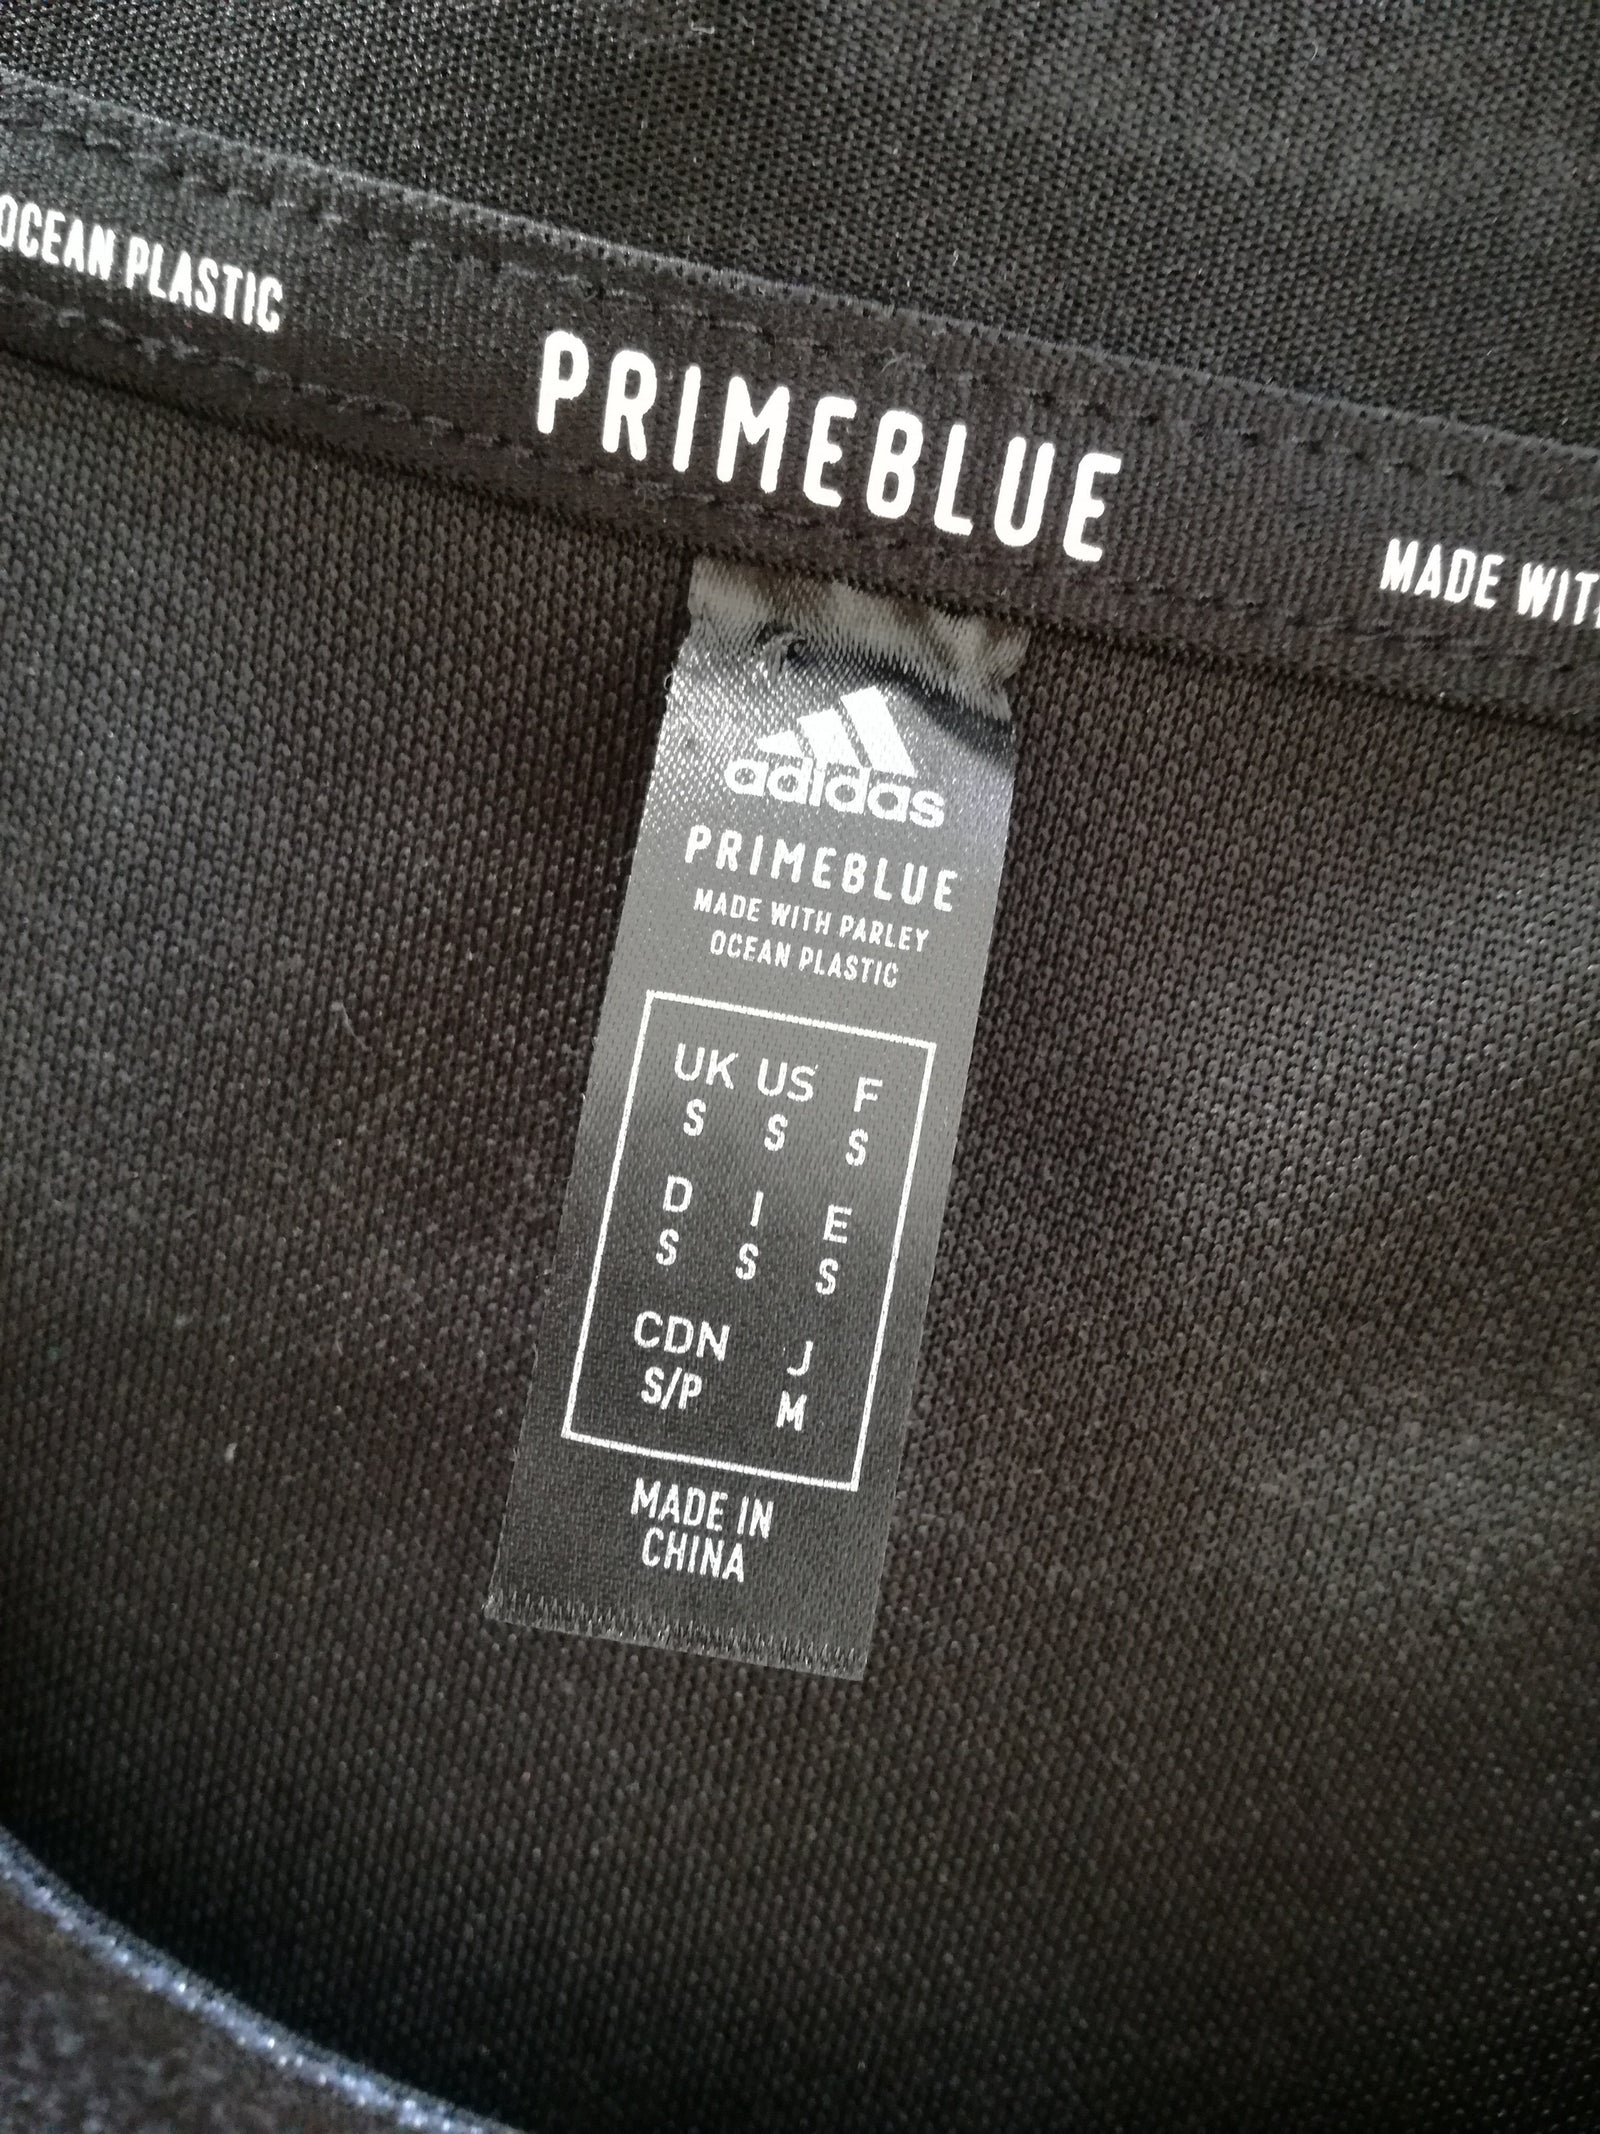 OCEAN PLASTIC
PRIMEBLUE
MADE WITH
adidas
PRIMEBLUE
MADE WITH PARLEY
OCEAN PLASTIC
UK US F
S S S
D I E
S S S
CDN J
S/P M
MADE IN
CHINA